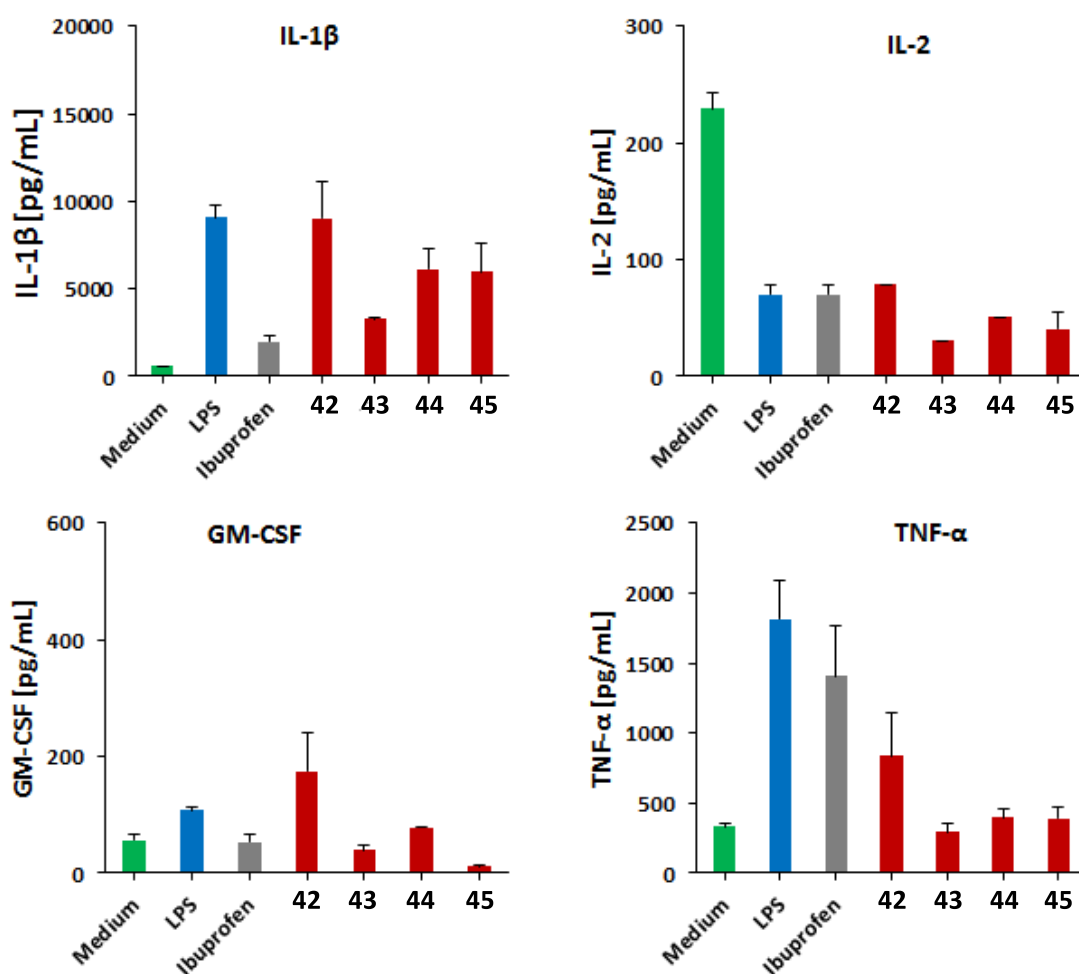 IL-1β
IL-1β [pg/mL]
20000
15000
10000
5000
0
Medium
LPS
Ibuprofen
42
43
44
45
IL-2
IL-2 [pg/mL]
300
200
100
0
Medium
LPS
Ibuprofen
42
43
44
45
GM-CSF
GM-CSF [pg/mL]
600
400
200
0
Medium
LPS
Ibuprofen
42
43
44
45
TNF-α
TNF-α [pg/mL]
2500
2000
1500
1000
500
0
Medium
LPS
Ibuprofen
42
43
44
45